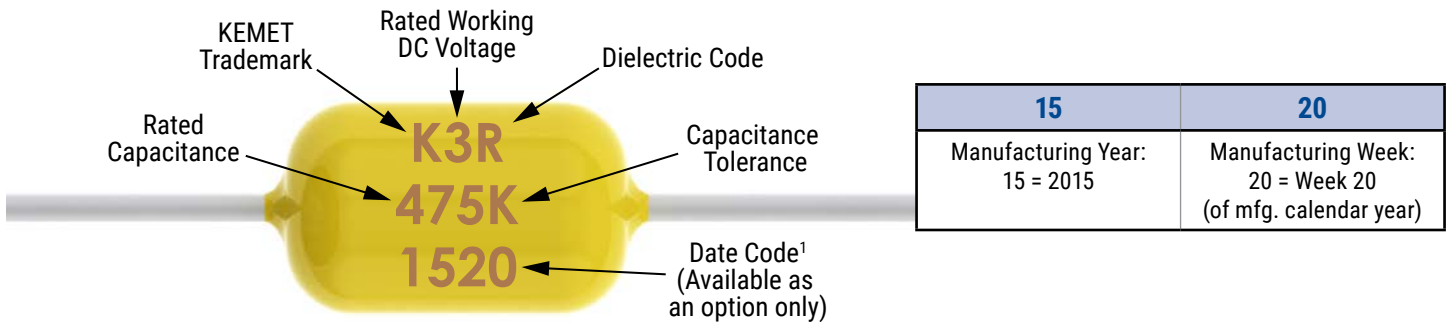 KEMET
Trademark
Rated Working
DC Voltage
Dielectric Code
Rated
Capacitance
Capacitance
Tolerance
K3R
475K
1520
Date Code¹
(Available as
an option only)
15 20
Manufacturing Year:
15 = 2015
Manufacturing Week:
20 = Week 20
(of mfg. calendar year)